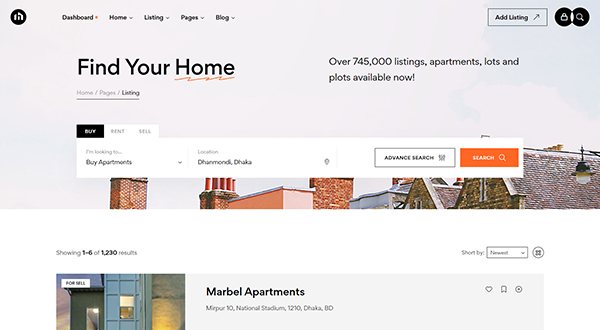 Dashboard Home Listing Pages Blog Add Listing
Find Your Home
Over 745,000 listings, apartments, lots and
plots available now!
Home / Pages / Listing
BUY RENT SELL
I'm looking to...
Buy Apartments
Location
Dhanmondi, Dhaka
ADVANCE SEARCH
SEARCH
Showing 1–6 of 1,230 results
Short by: Newest
FOR SELL
Marbel Apartments
Mirpur 10, National Stadium, 1210, Dhaka, BD